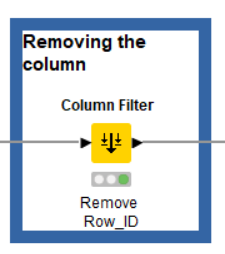 Removing the
column
Column Filter
Remove
Row_ID